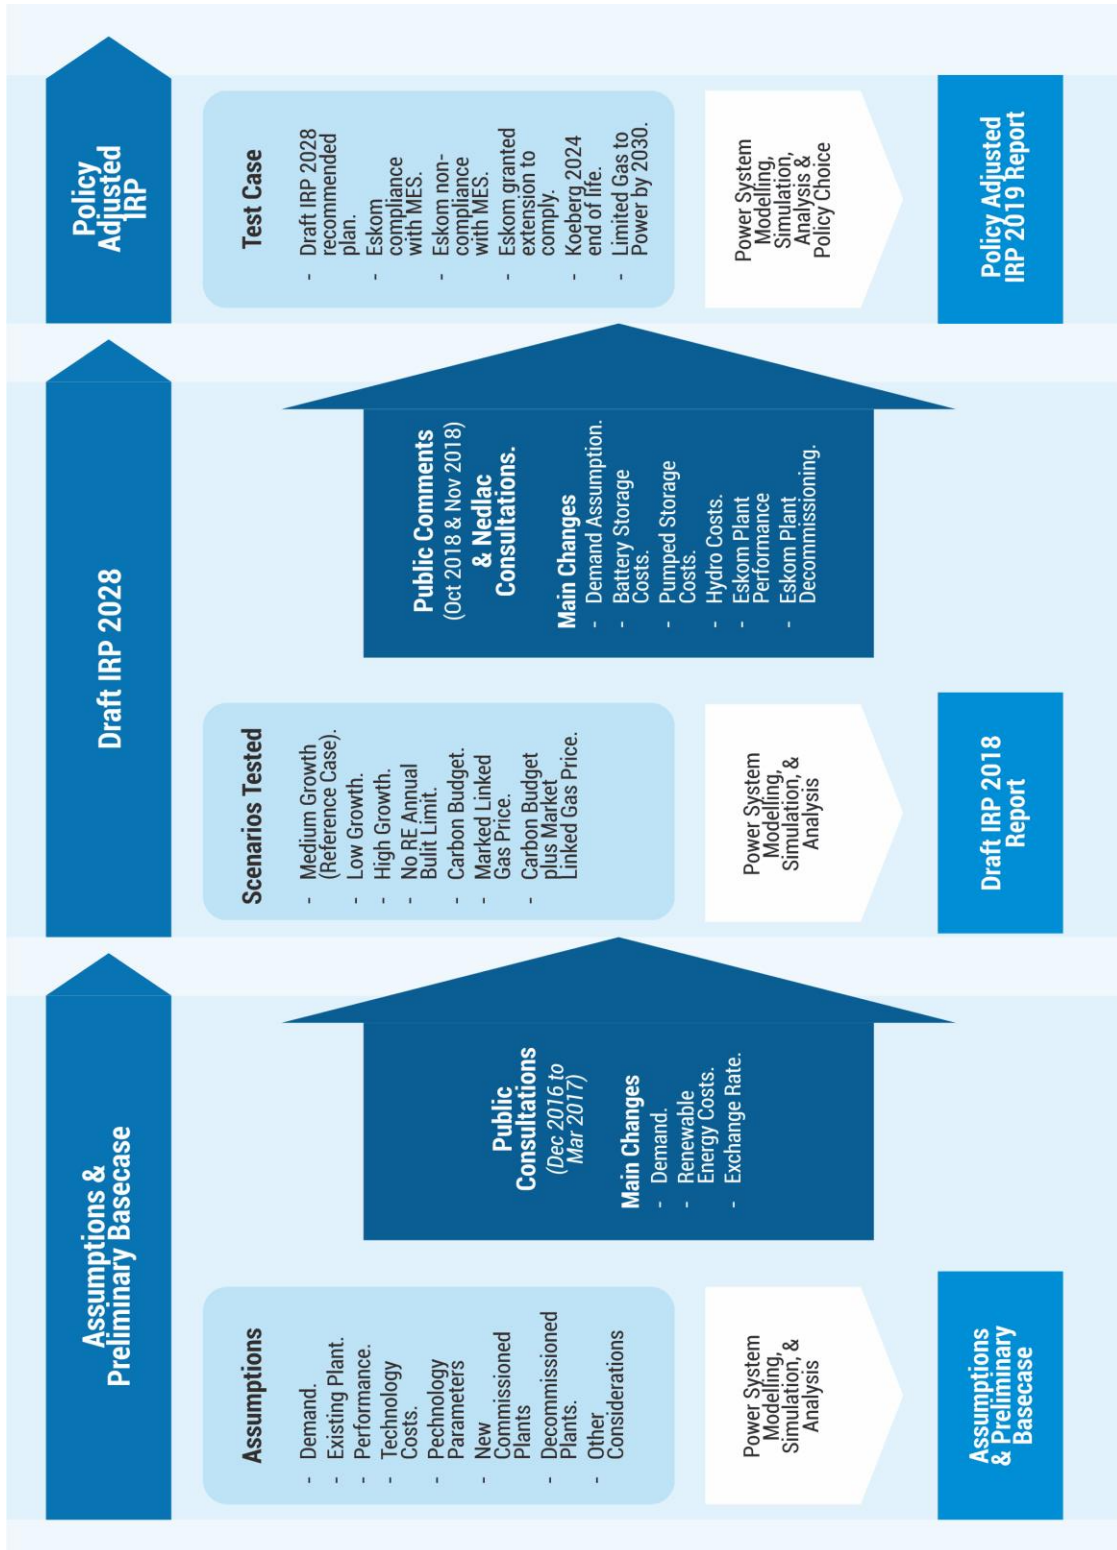 Assumptions &
Preliminary Basecase
Draft IRP 2028
Policy
Adjusted
IRP
Assumptions
- Demand.
- Existing Plant.
- Performance.
- Technology
Costs.
- Pechnology
Parameters
- New
Commissioned
Plants
- Decommissioned
Plants.
- Other
Considerations
Power System
Modelling,
Simulation, &
Analysis
Assumptions
& Preliminary
Basecase
Public
Consultations
(Dec 2016 to
Mar 2017)
Main Changes
- Demand.
- Renewable
Energy Costs.
- Exchange Rate.
Scenarios Tested
- Medium Growth
(Reference Case).
- Low Growth.
- High Growth.
- No RE Annual
Bulit Limit.
- Carbon Budget.
- Marked Linked
Gas Price.
- Carbon Budget
plus Market
Linked Gas Price.
Power System
Modelling,
Simulation, &
Analysis
Draft IRP 2018
Report
Public Comments
(Oct 2018 & Nov 2018)
& Nedlac
Consultations.
Main Changes
- Demand Assumption.
- Battery Storage
Costs.
- Pumped Storage
Costs.
- Hydro Costs.
- Eskom Plant
Performance
- Eskom Plant
Decommissioning.
Test Case
- Draft IRP 2028
recommended
plan.
- Eskom
compliance
with MES.
- Eskom non-
compliance
with MES.
- Eskom granted
extension to
comply.
- Koeberg 2024
end of life.
- Limited Gas to
Power by 2030.
Power System
Modelling,
Simulation,
Analysis &
Policy Choice
Policy Adjusted
IRP 2019 Report